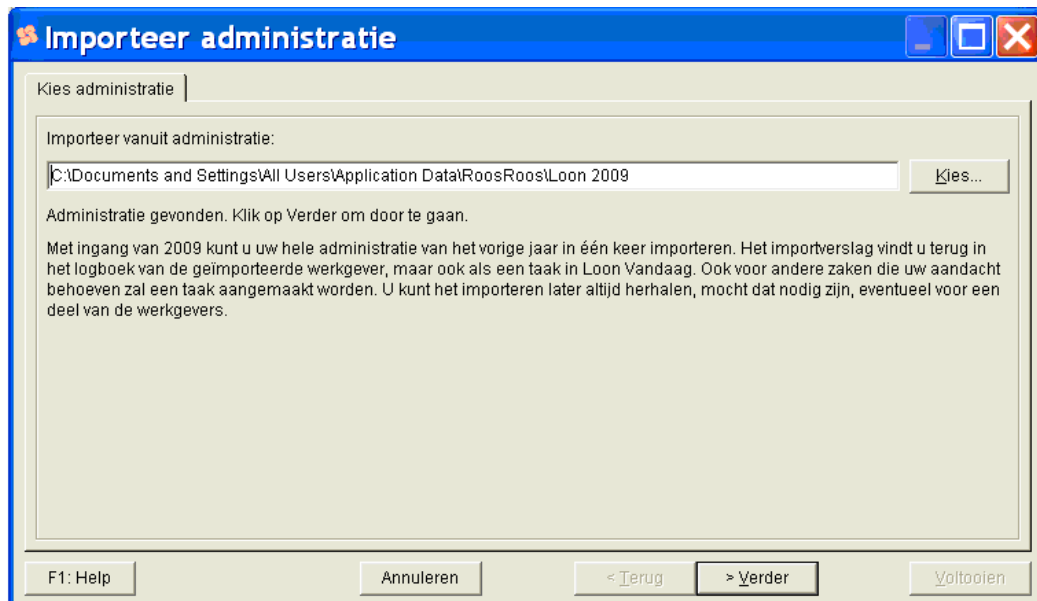 Importeer administratie
Kies administratie
Importeer vanuit administratie:
C:\Documents and Settings\All Users\Application Data\RoosRoos\Loon 2009
Kies...
Administratie gevonden. Klik op Verder om door te gaan.
Met ingang van 2009 kunt u uw hele administratie van het vorige jaar in één keer importeren. Het importverslag vindt u terug in
het logboek van de geïmporteerde werkgever, maar ook als een taak in Loon Vandaag. Ook voor andere zaken die uw aandacht
behoeven zal een taak aangemaakt worden. U kunt het importeren later altijd herhalen, mocht dat nodig zijn, eventueel voor een
deel van de werkgevers.
F1: Help
Annuleren
< Terug
> Verder
Voltooien